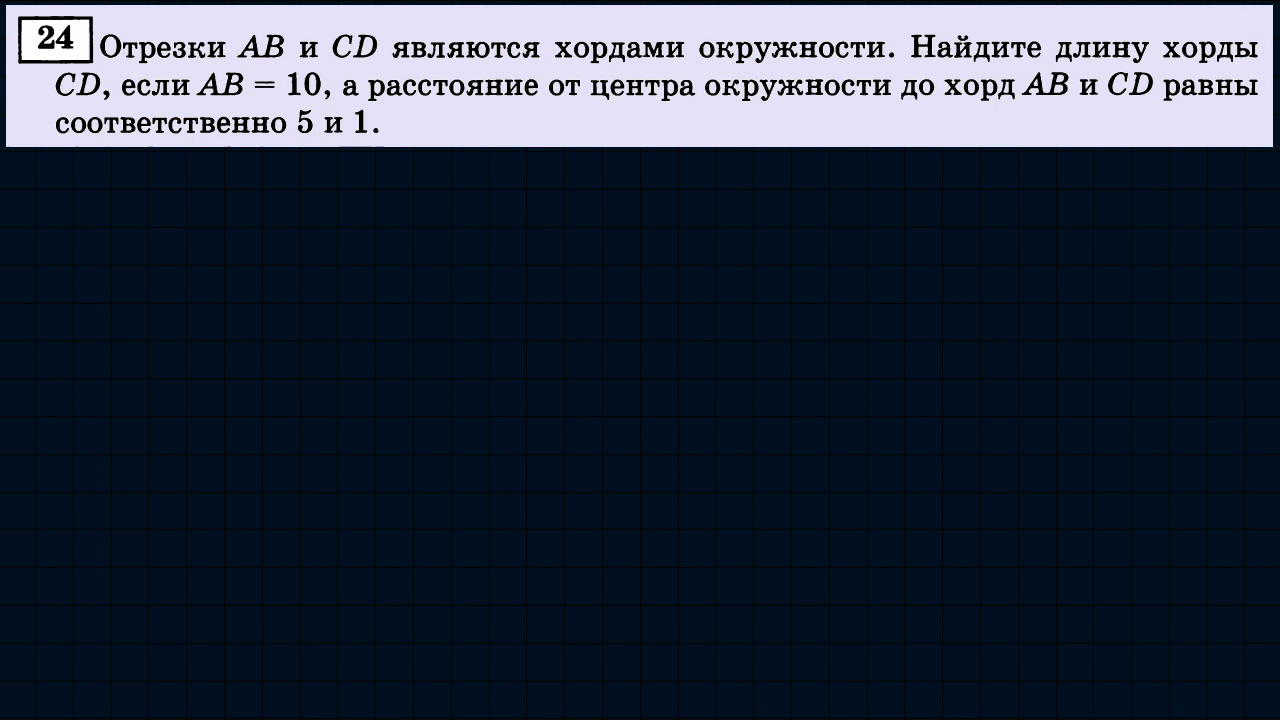 24 Отрезки AB и CD являются хордами окружности. Найдите длину хорды
CD, если AB = 10, а расстояние от центра окружности до хорд AB и CD равны
соответственно 5 и 1.